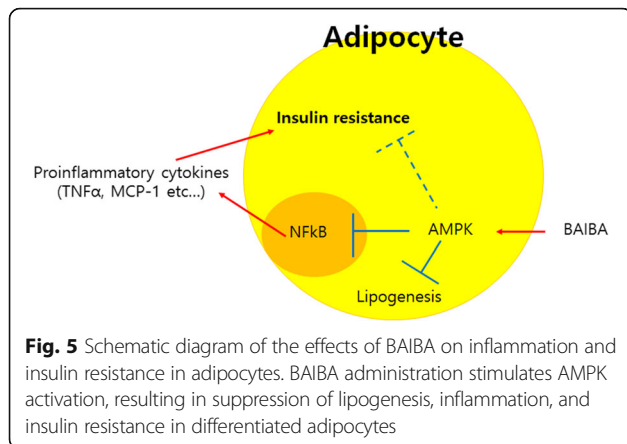 Adipocyte
Insulin resistance
Proinflammatory cytokines
(TNFα, MCP-1 etc...)
NFkB
AMPK
BAIBA
Lipogenesis
Fig. 5 Schematic diagram of the effects of BAIBA on inflammation and
insulin resistance in adipocytes. BAIBA administration stimulates AMPK
activation, resulting in suppression of lipogenesis, inflammation, and
insulin resistance in differentiated adipocytes